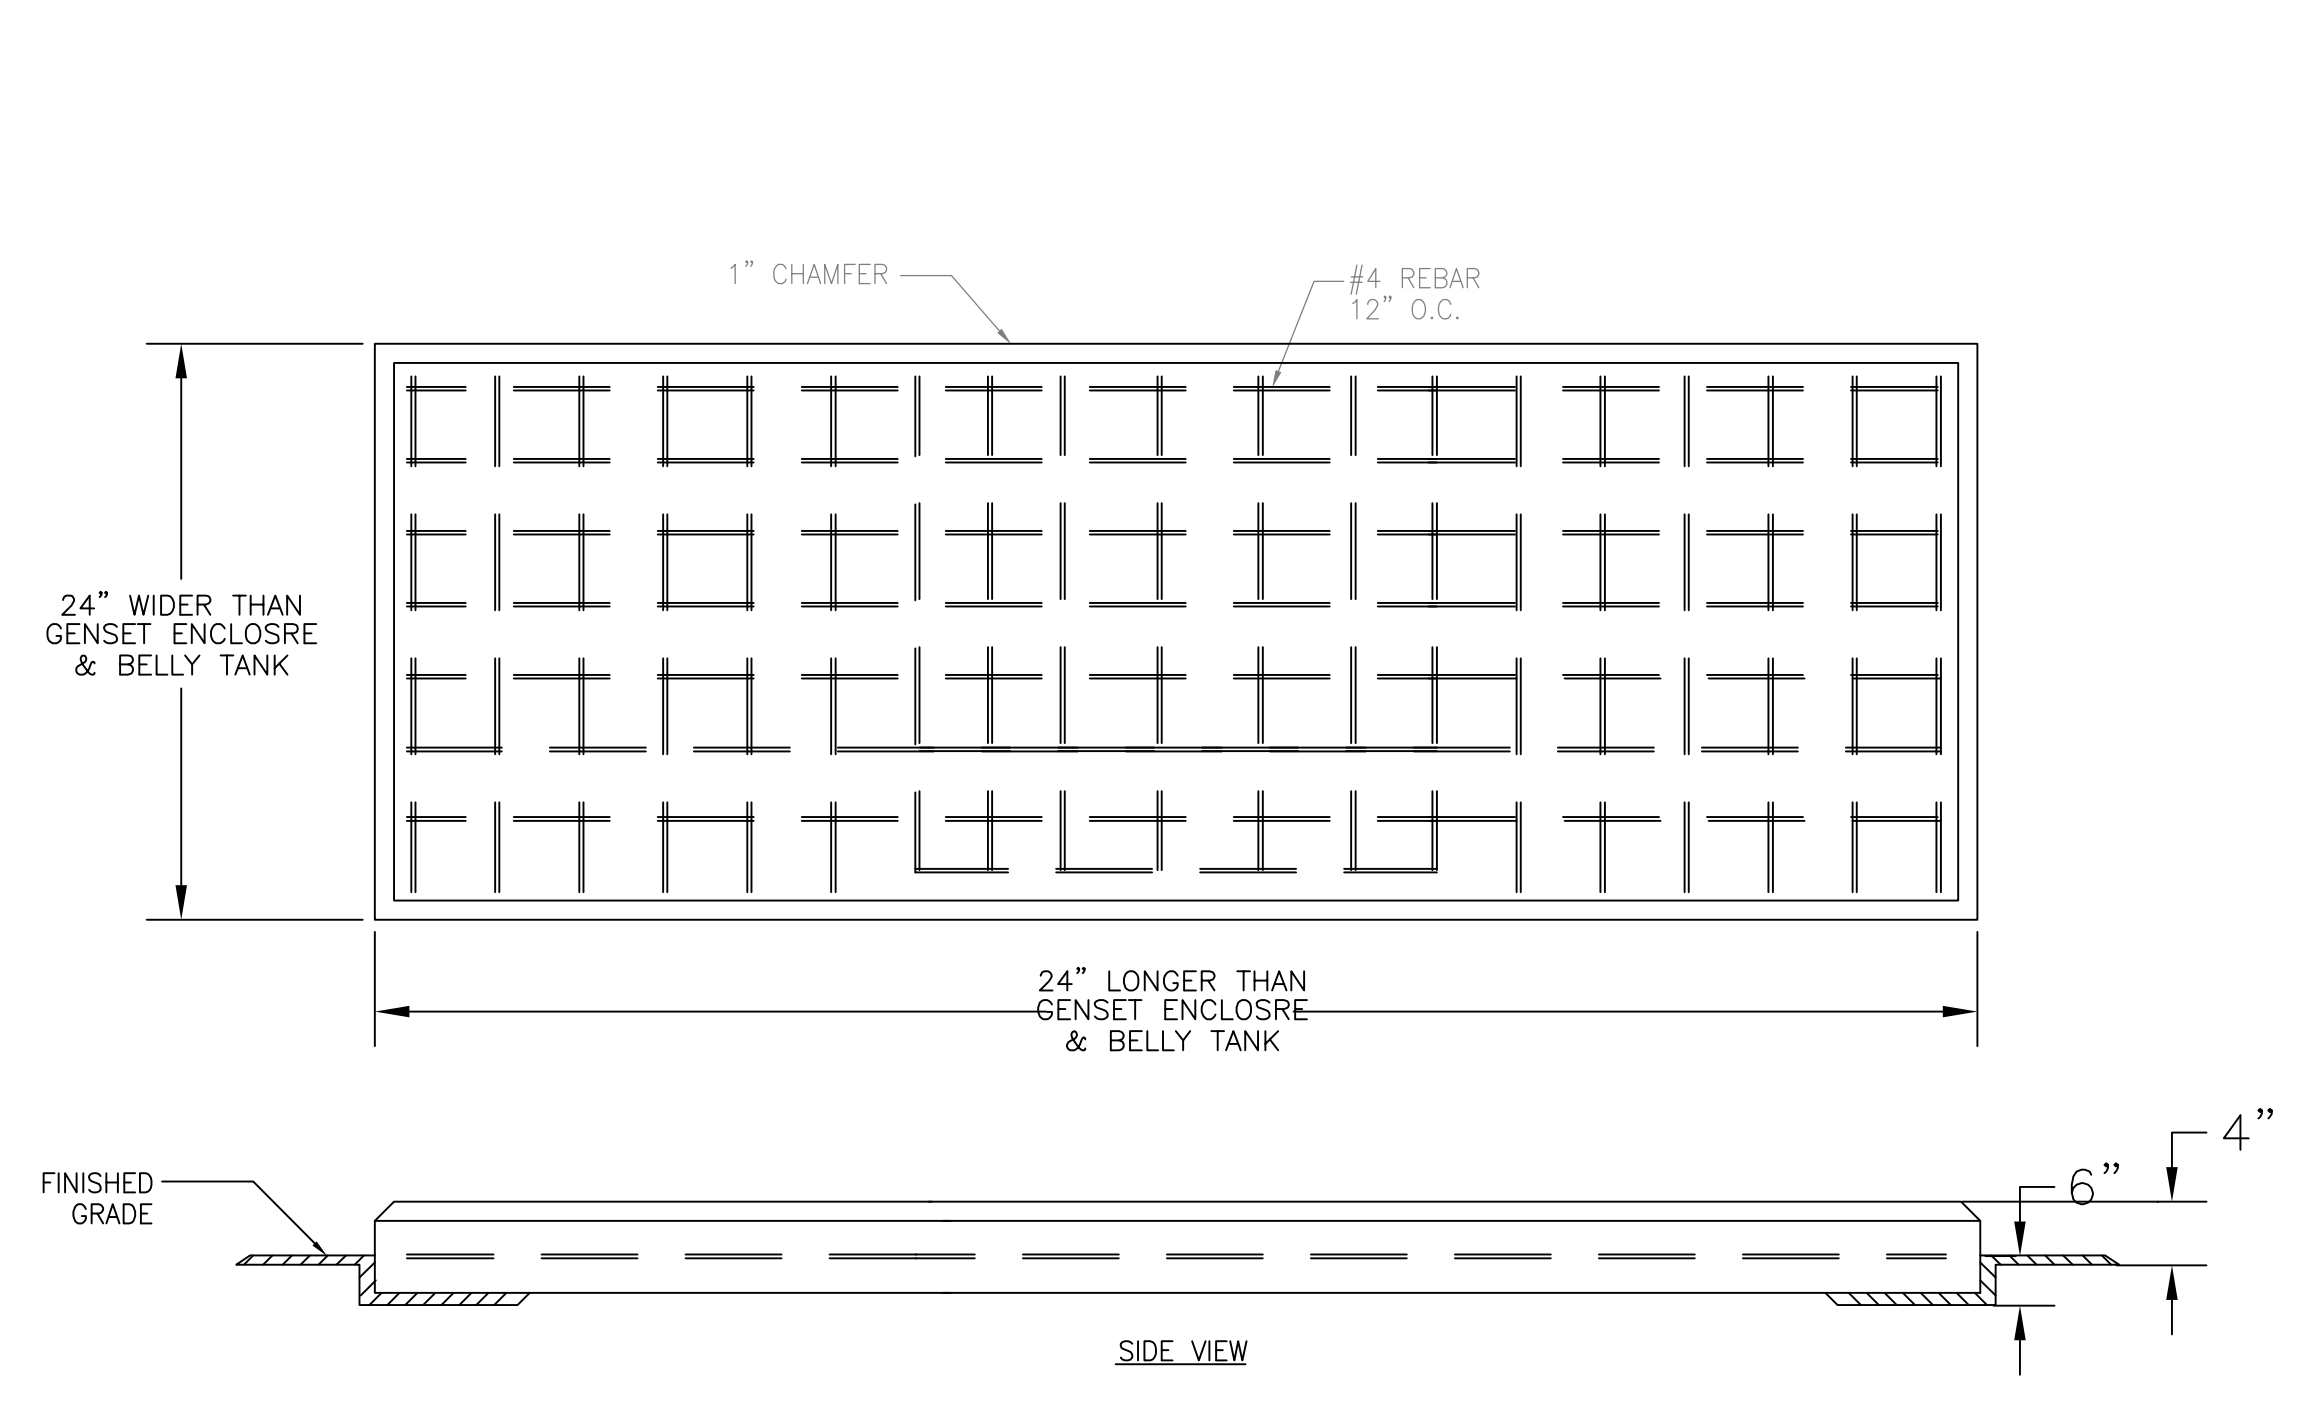 1” CHAMFER
#4 REBAR
12” O.C.
24” WIDER THAN
GENSET ENCLOSRE
& BELLY TANK
24” LONGER THAN
GENSET ENCLOSRE
& BELLY TANK
4”
6”
FINISHED
GRADE
SIDE VIEW